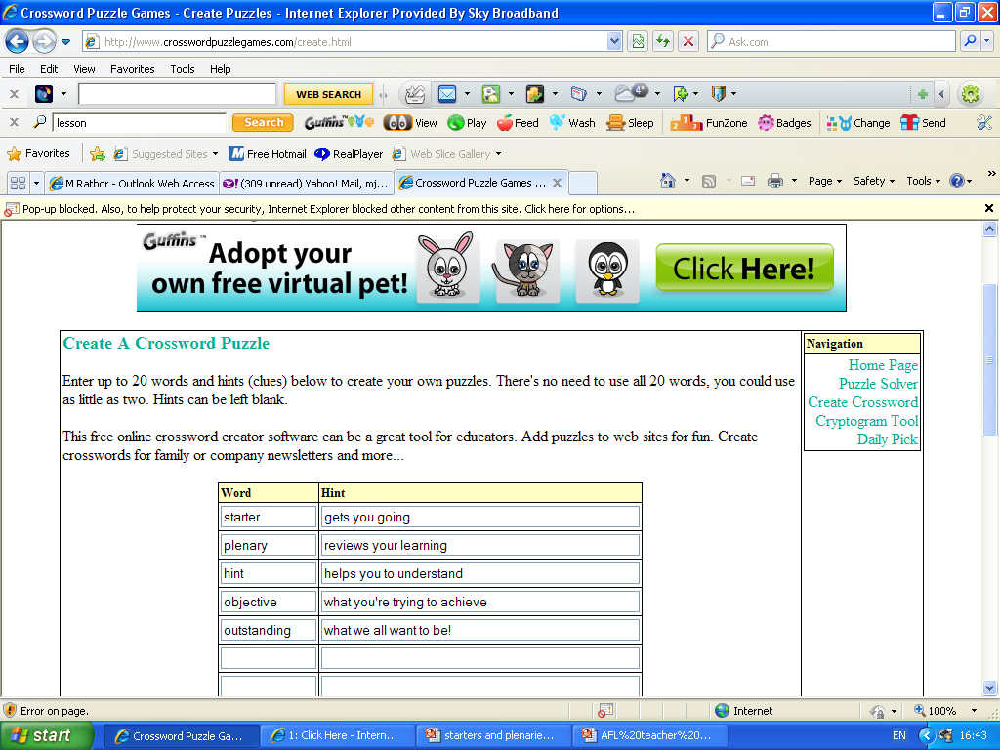 Crossword Puzzle Games - Create Puzzles - Internet Explorer Provided By Sky Broadband
http://www.crosswordpuzzlegames.com/create.html
Ask.com
File Edit View Favorites Tools Help
WEB SEARCH
4°
lesson
Search
Guffins
View
Play
Feed
Wash
Sleep
FunZone
Badges
Change
Send
Favorites
Suggested Sites
Free Hotmail
RealPlayer
Web Slice Gallery
M Rathor - Outlook Web Access
(309 unread) Yahoo! Mail, mj...
Crossword Puzzle Games ...
Page
Safety
Tools
Pop-up blocked. Also, to help protect your security, Internet Explorer blocked other content from this site. Click here for options...
Guffins™
Adopt your
own free virtual pet!
Click Here!
Create A Crossword Puzzle
Enter up to 20 words and hints (clues) below to create your own puzzles. There's no need to use all 20 words, you could use
as little as two. Hints can be left blank.
This free online crossword creator software can be a great tool for educators. Add puzzles to web sites for fun. Create
crosswords for family or company newsletters and more...
Navigation
Home Page
Puzzle Solver
Create Crossword
Cryptogram Tool
Daily Pick
Word Hint
starter gets you going
plenary reviews your learning
hint helps you to understand
objective what you're trying to achieve
outstanding what we all want to be!
Error on page.
Internet
100%
start
Crossword Puzzle Ga...
1: Click Here - Intern...
starters and plenarie...
AFL%20teacher%20...
EN
16:43